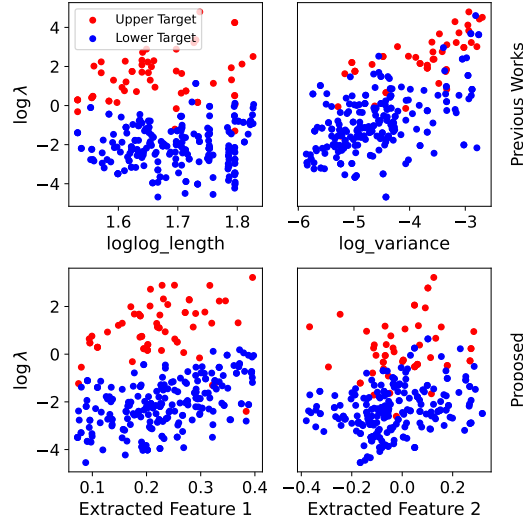 Upper Target
Lower Target
log λ
4
2
0
−2
−4
1.6
1.7
1.8
loglog_length
−6
−5
−4
−3
log_variance
Previous Works
log λ
2
0
−2
−4
0.1
0.2
0.3
0.4
Extracted Feature 1
−0.4
−0.2
0.0
0.2
Extracted Feature 2
Proposed